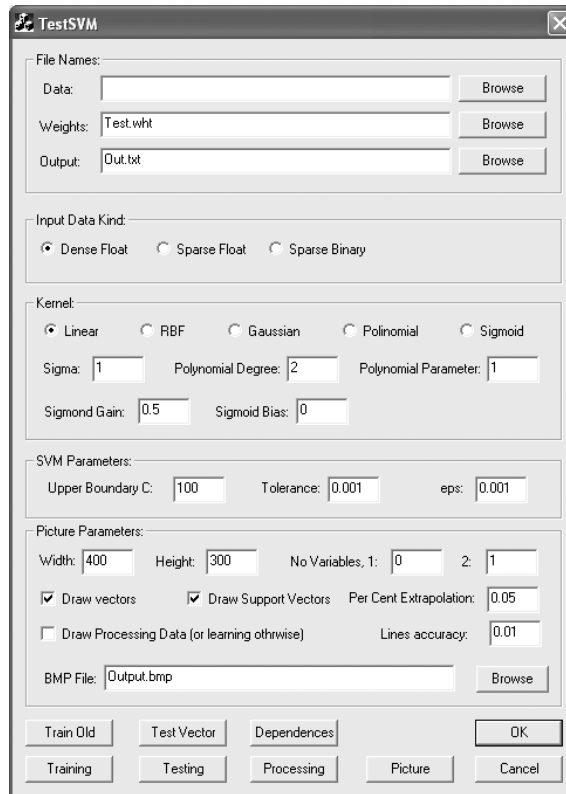 TestSVM
File Names:
Data: Browse
Weights: Test.wht Browse
Output: Out.txt Browse
Input Data Kind:
Dense Float Sparse Float Sparse Binary
Kernel:
Linear RBF Gaussian Polinomial Sigmoid
Sigma: 1 Polynomial Degree: 2 Polynomial Parameter: 1
Sigmond Gain: 0.5 Sigmoid Bias: 0
SVM Parameters:
Upper Boundary C: 100 Tolerance: 0.001 eps: 0.001
Picture Parameters:
Width: 400 Height: 300 No Variables, 1: 0 2: 1
Draw vectors Draw Support Vectors Per Cent Extrapolation: 0.05
Draw Processing Data (or learning othrwise) Lines accuracy: 0.01
BMP File: Output.bmp Browse
Train Old Test Vector Dependences OK
Training Testing Processing Picture Cancel